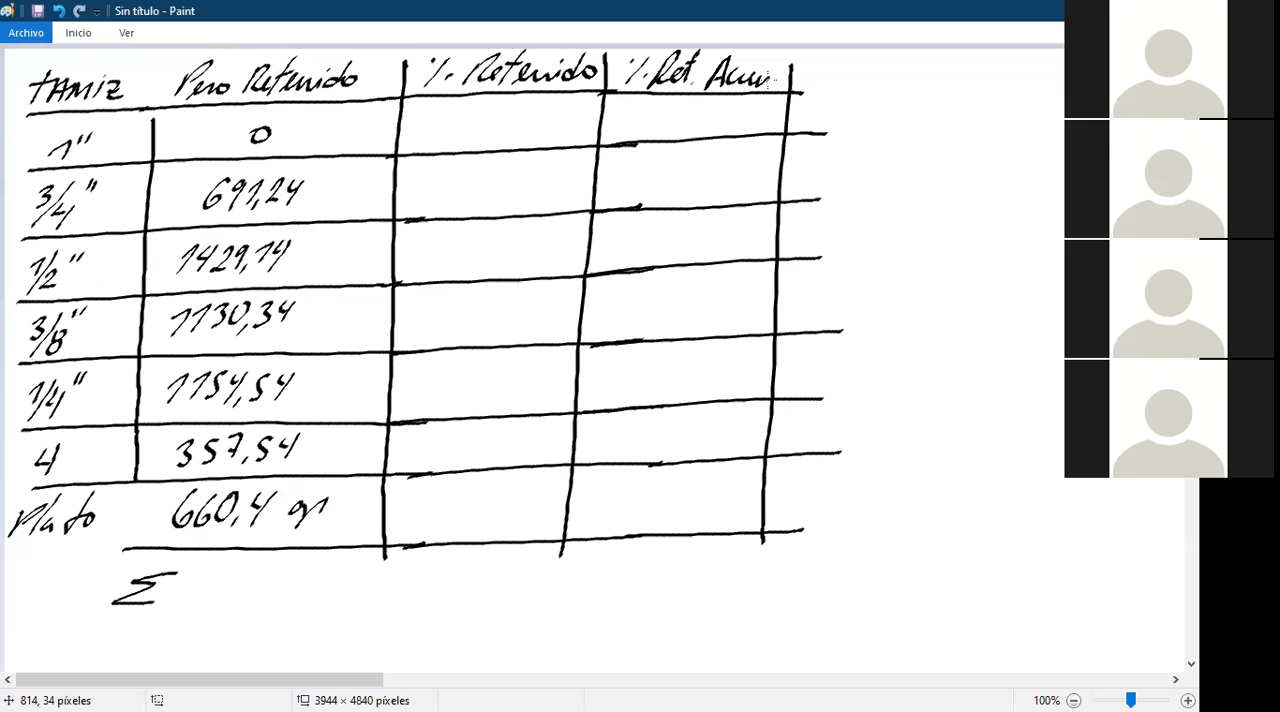 Sin título - Paint
Archivo Inicio Ver
TAMIZ Peso Retenido % Retenido % Ret. Acum
1" 0
3/4" 691,24
1/2" 1429,14
3/8" 1130,34
1/4" 1154,54
4 357,54
Plato 660,4 gr
Σ
814, 34 píxeles 3944 × 4840 píxeles 100%